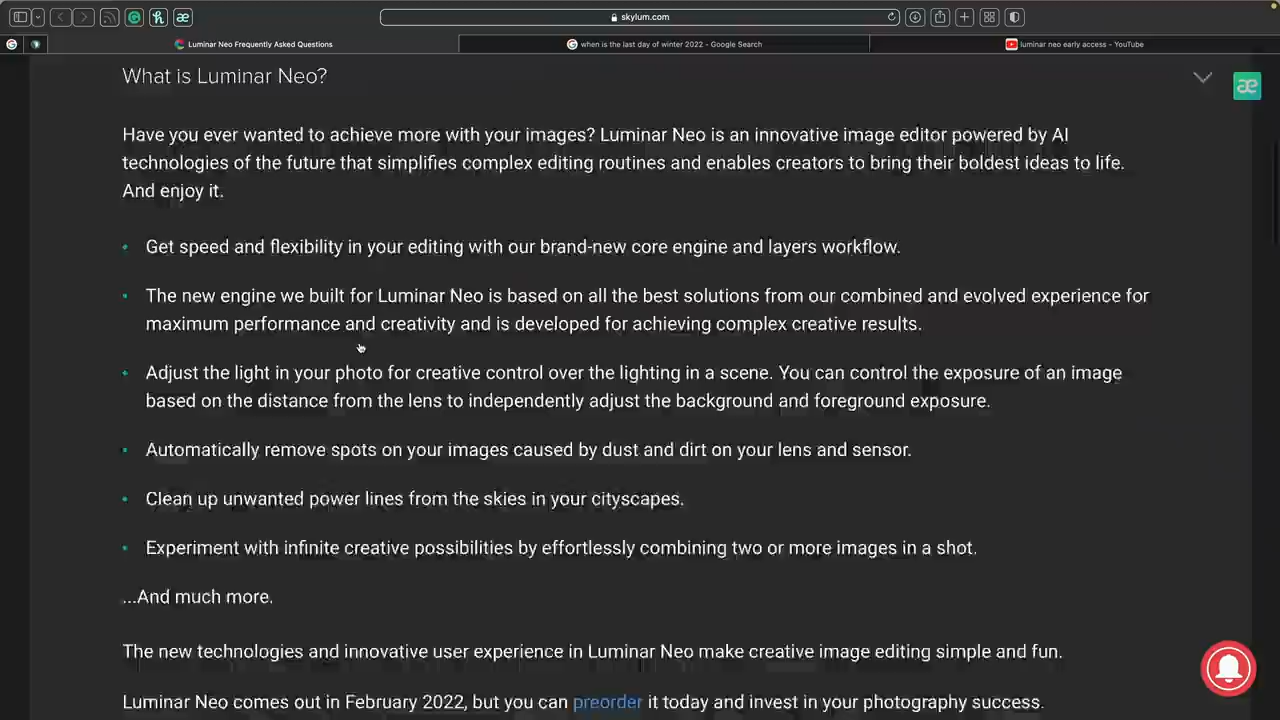 skylum.com
Luminar Neo Frequently Asked Questions
when is the last day of winter 2022 - Google Search
luminar neo early access - YouTube
What is Luminar Neo?
æ
Have you ever wanted to achieve more with your images? Luminar Neo is an innovative image editor powered by AI
technologies of the future that simplifies complex editing routines and enables creators to bring their boldest ideas to life.
And enjoy it.
Get speed and flexibility in your editing with our brand-new core engine and layers workflow.
The new engine we built for Luminar Neo is based on all the best solutions from our combined and evolved experience for
maximum performance and creativity and is developed for achieving complex creative results.
Adjust the light in your photo for creative control over the lighting in a scene. You can control the exposure of an image
based on the distance from the lens to independently adjust the background and foreground exposure.
Automatically remove spots on your images caused by dust and dirt on your lens and sensor.
Clean up unwanted power lines from the skies in your cityscapes.
Experiment with infinite creative possibilities by effortlessly combining two or more images in a shot.
...And much more.
The new technologies and innovative user experience in Luminar Neo make creative image editing simple and fun.
Luminar Neo comes out in February 2022, but you can preorder it today and invest in your photography success.